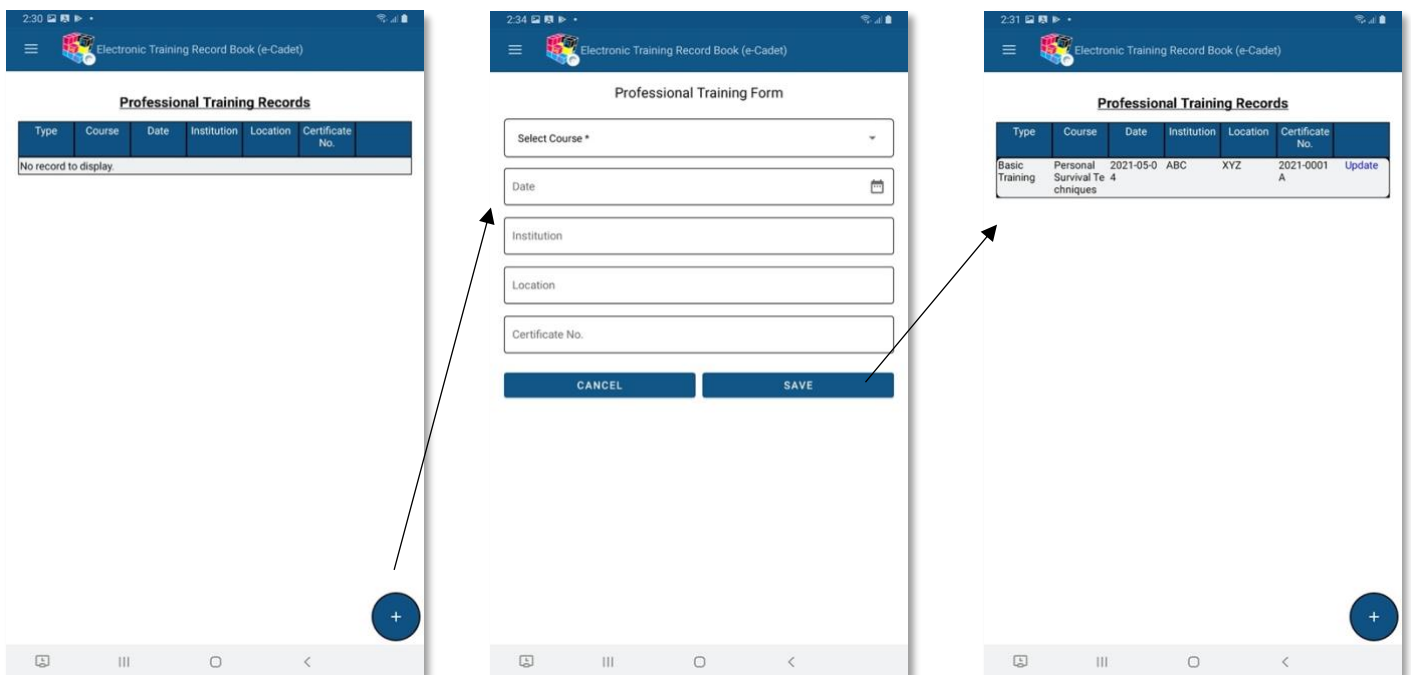 2:30
Electronic Training Record Book (e-Cadet)
Professional Training Records
Type Course Date Institution Location Certificate No.
No record to display.
+
2:34
Electronic Training Record Book (e-Cadet)
Professional Training Form
Select Course *
Date
Institution
Location
Certificate No.
CANCEL SAVE
2:31
Electronic Training Record Book (e-Cadet)
Professional Training Records
Type Course Date Institution Location Certificate
No.
Basic Personal 2021-05-0 ABC XYZ 2021-0001 Update
Training Survival Te 4 A
chniques
+